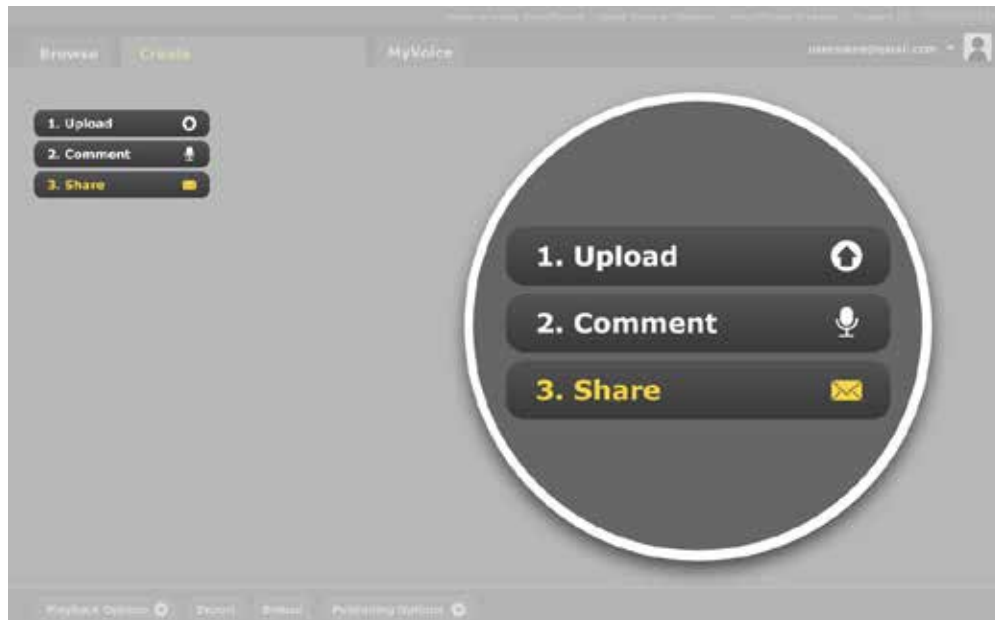 Browse Create MyVoice
1. Upload
2. Comment
3. Share
1. Upload
2. Comment
3. Share
Playback Options Export Publishing Options